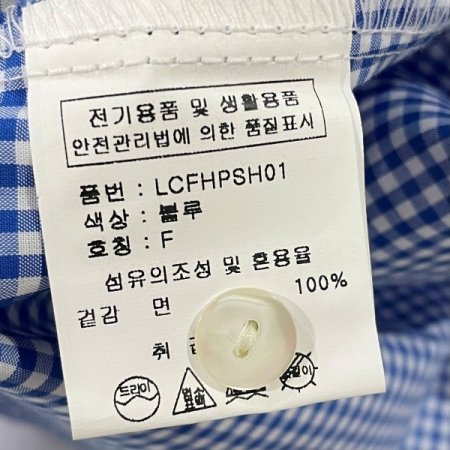 전기용품 및 생활용품
안전관리법에 의한 품질표시
품번 : LCFHPSH01
색상 : 블루
호칭 : F
섬유의조성 및 혼용율
겉감 면 100%
취
드라이